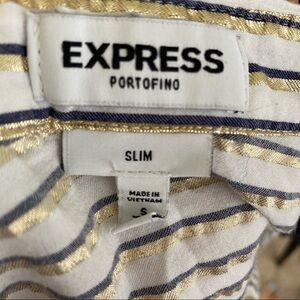 EXPRESS
PORTOFINO
SLIM
MADE IN
VIETNAM
S